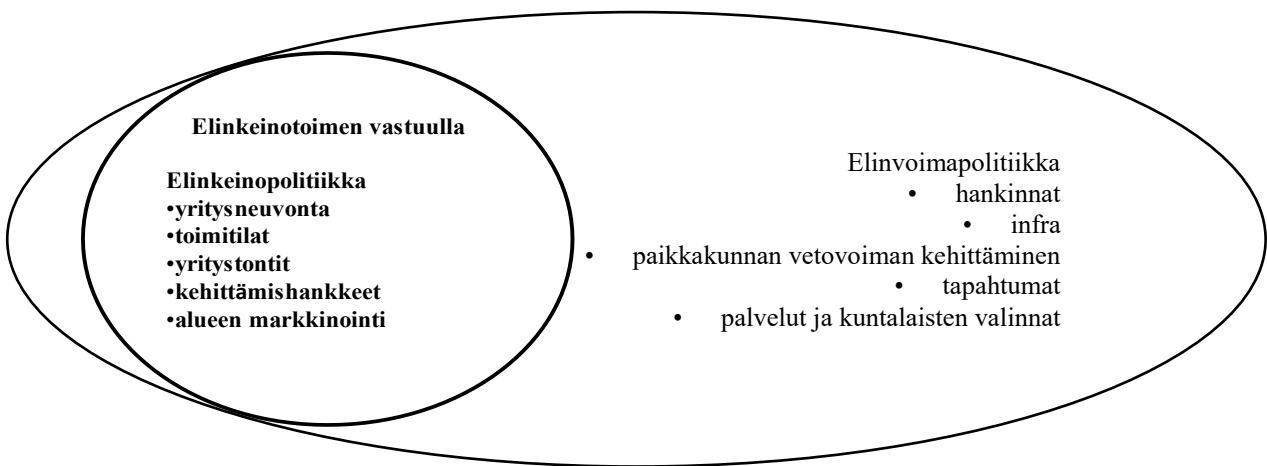 Elinkeinotoimen vastuulla
Elinkeinopolitiikka
•yritysneuvonta
•toimitilat
•yritystontit
•kehittämishankkeet
•alueen markkinointi
Elinvoimapolitiikka
• hankinnat
• infra
• paikkakunnan vetovoiman kehittäminen
• tapahtumat
• palvelut ja kuntalaisten valinnat